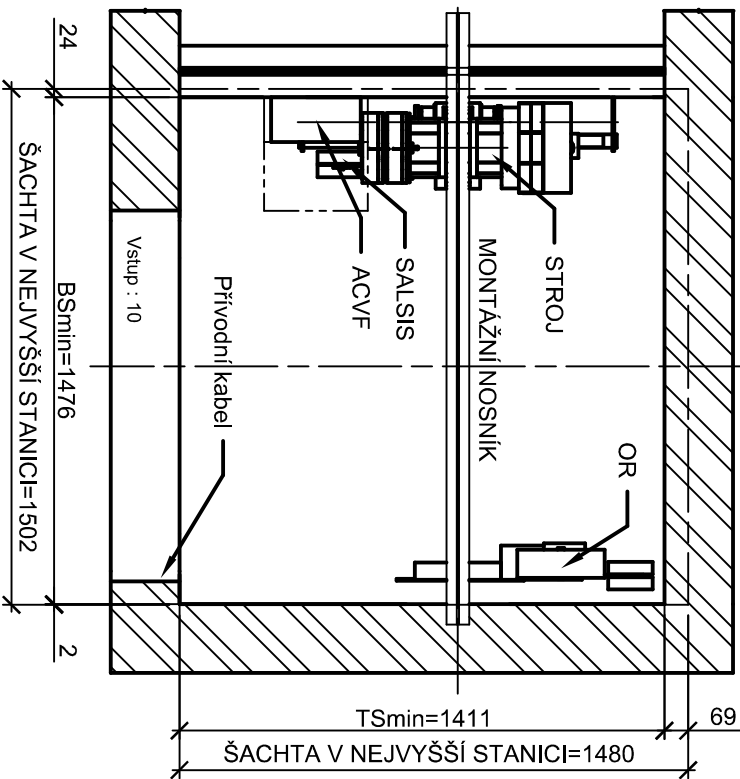 24
ŠACHTA V NEJVYŠŠÍ STANICI=1502
BSmin=1476
2
Vstup : 10
Přívodní kabel
ACVF
SALSIS
MONTÁŽNÍ NOSNÍK
STROJ
OR
TSmin=1411
69
ŠACHTA V NEJVYŠŠÍ STANICI=1480